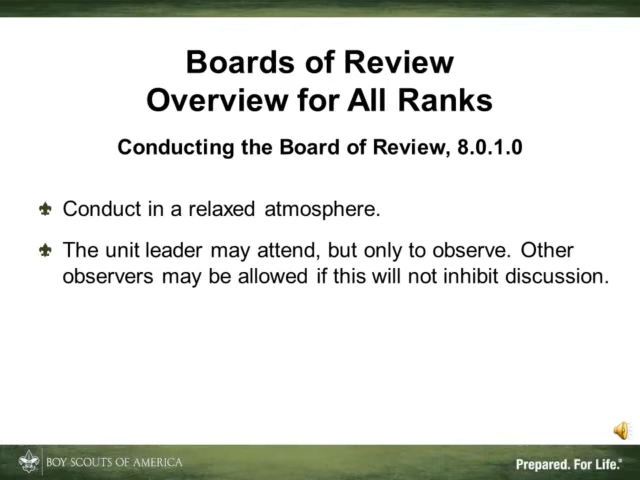 Boards of Review
Overview for All Ranks
Conducting the Board of Review, 8.0.1.0
Conduct in a relaxed atmosphere.
The unit leader may attend, but only to observe. Other
observers may be allowed if this will not inhibit discussion.
BOY SCOUTS OF AMERICA
Prepared. For Life.®